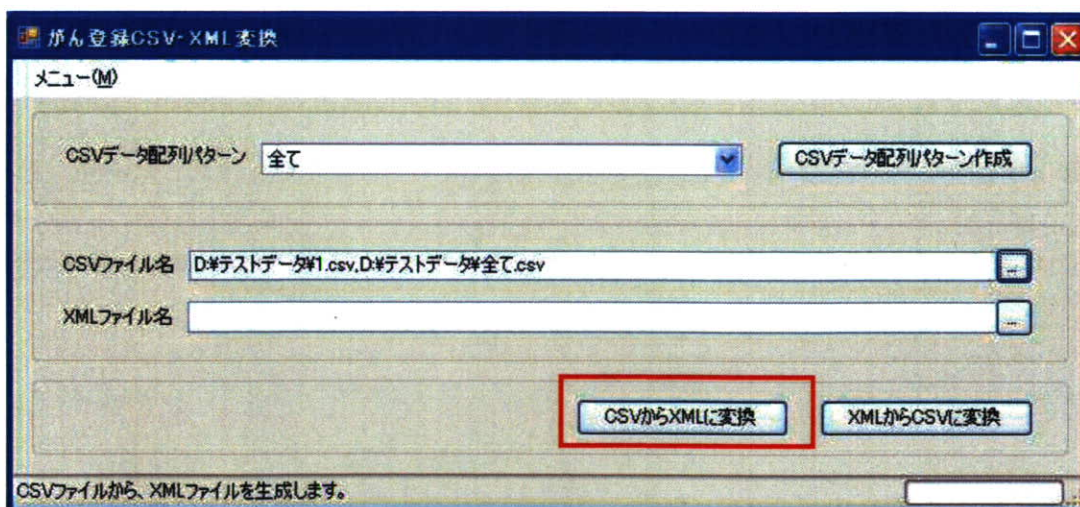 がん登録CSV・XML変換
メニュー(M)
CSVデータ配列パターン 全て CSVデータ配列パターン作成
CSVファイル名 D:¥テストデータ¥1.csv,D:¥テストデータ¥全て.csv ...
XMLファイル名 ...
CSVからXMLに変換 XMLからCSVに変換
CSVファイルから、XMLファイルを生成します。